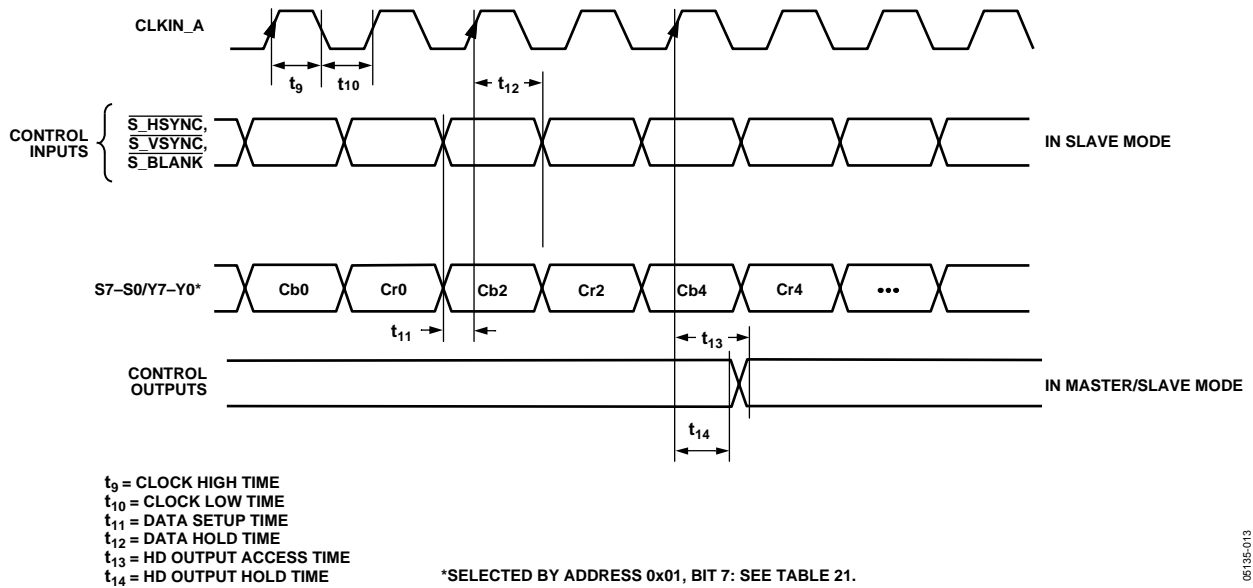 CLKIN_A
t9
t10
t12
CONTROL
INPUTS
S_HSYNC,
S_VSYNC,
S_BLANK
IN SLAVE MODE
S7–S0/Y7–Y0*
Cb0
Cr0
Cb2
Cr2
Cb4
Cr4
•••
t11
t13
CONTROL
OUTPUTS
IN MASTER/SLAVE MODE
t14
t9 = CLOCK HIGH TIME
t10 = CLOCK LOW TIME
t11 = DATA SETUP TIME
t12 = DATA HOLD TIME
t13 = HD OUTPUT ACCESS TIME
t14 = HD OUTPUT HOLD TIME
*SELECTED BY ADDRESS 0x01, BIT 7: SEE TABLE 21.
05135-013